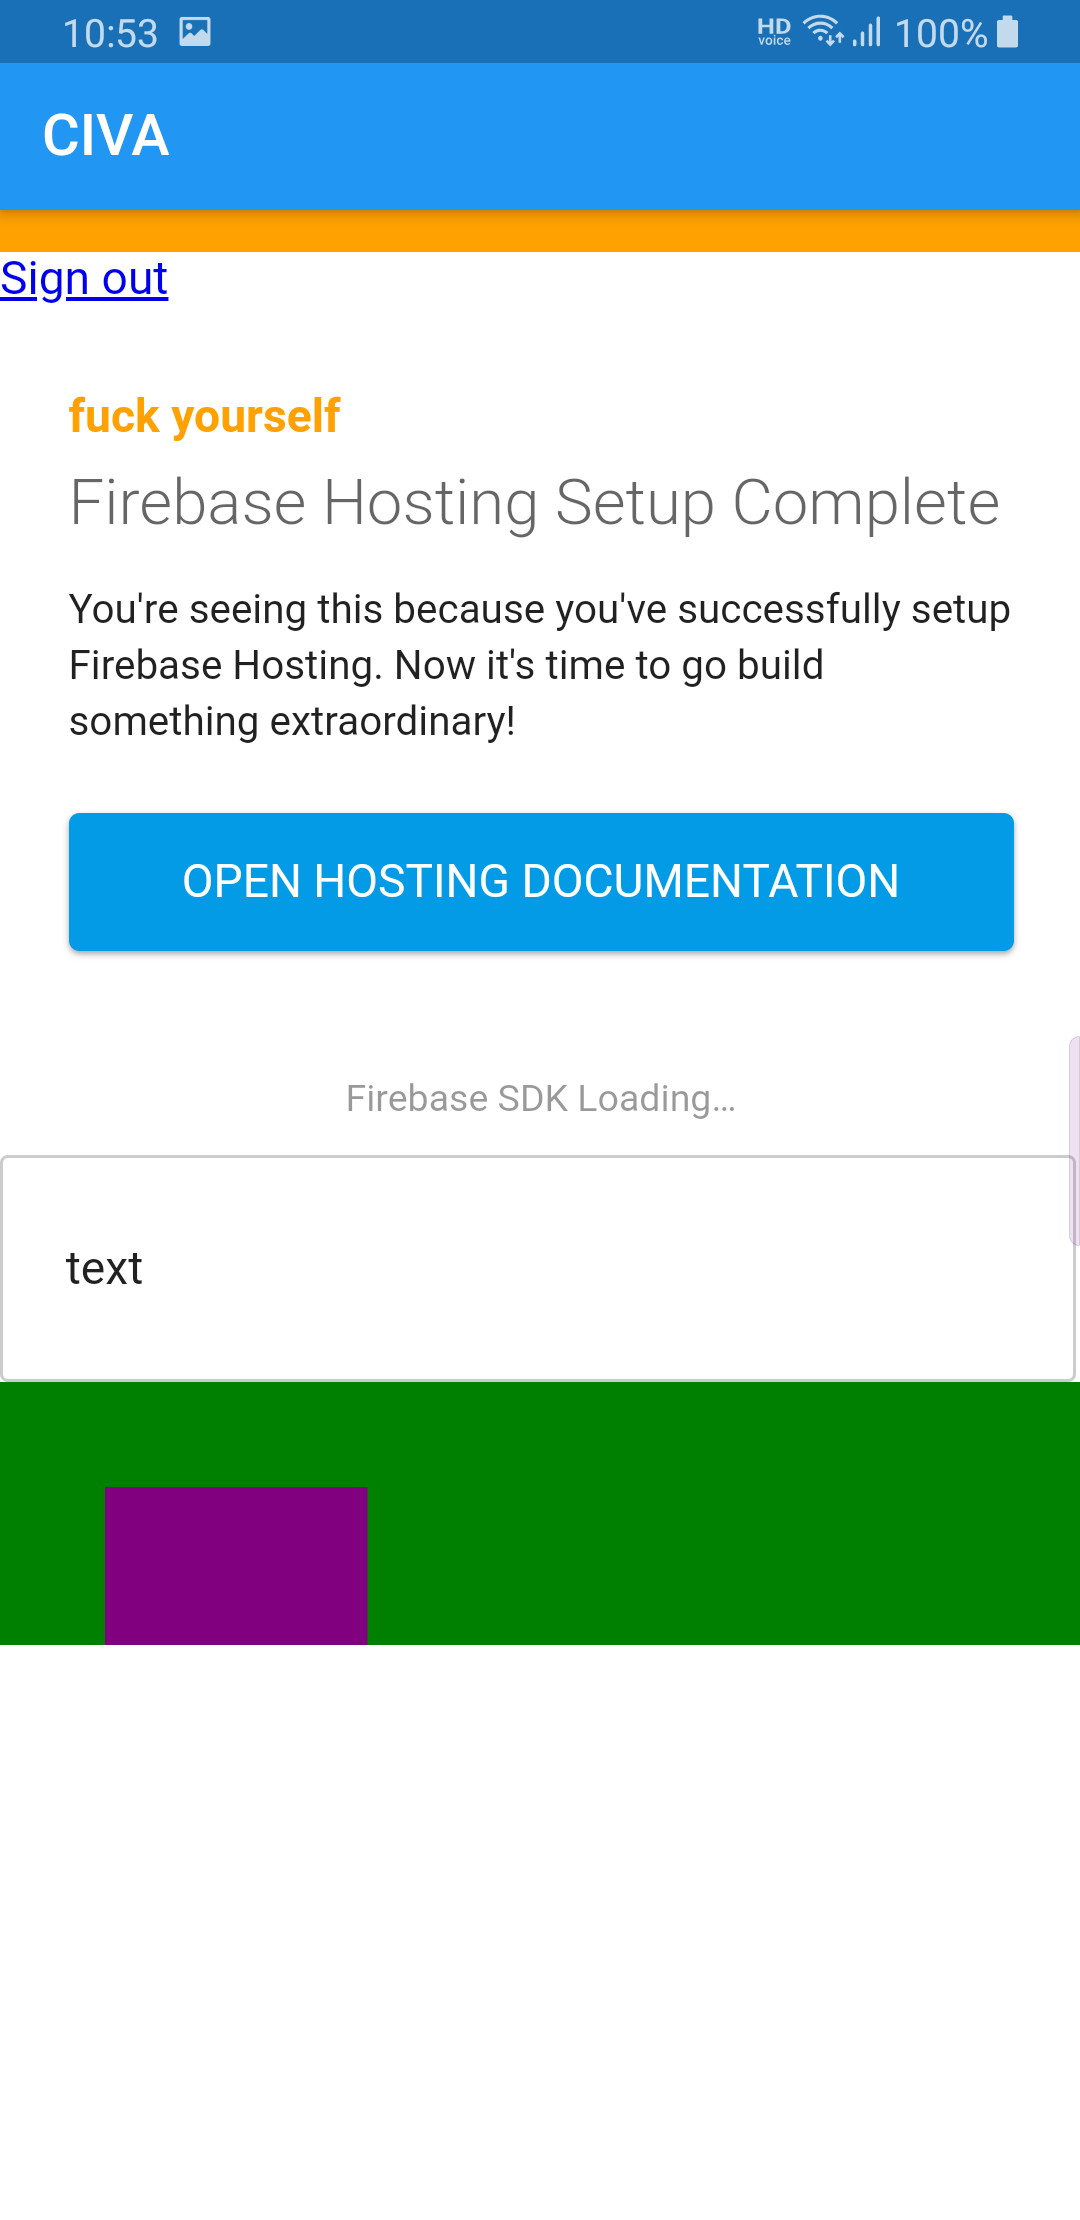 10:53
HD voice
100%
CIVA
Sign out
fuck yourself
Firebase Hosting Setup Complete
You're seeing this because you've successfully setup
Firebase Hosting. Now it's time to go build
something extraordinary!
OPEN HOSTING DOCUMENTATION
Firebase SDK Loading…
text